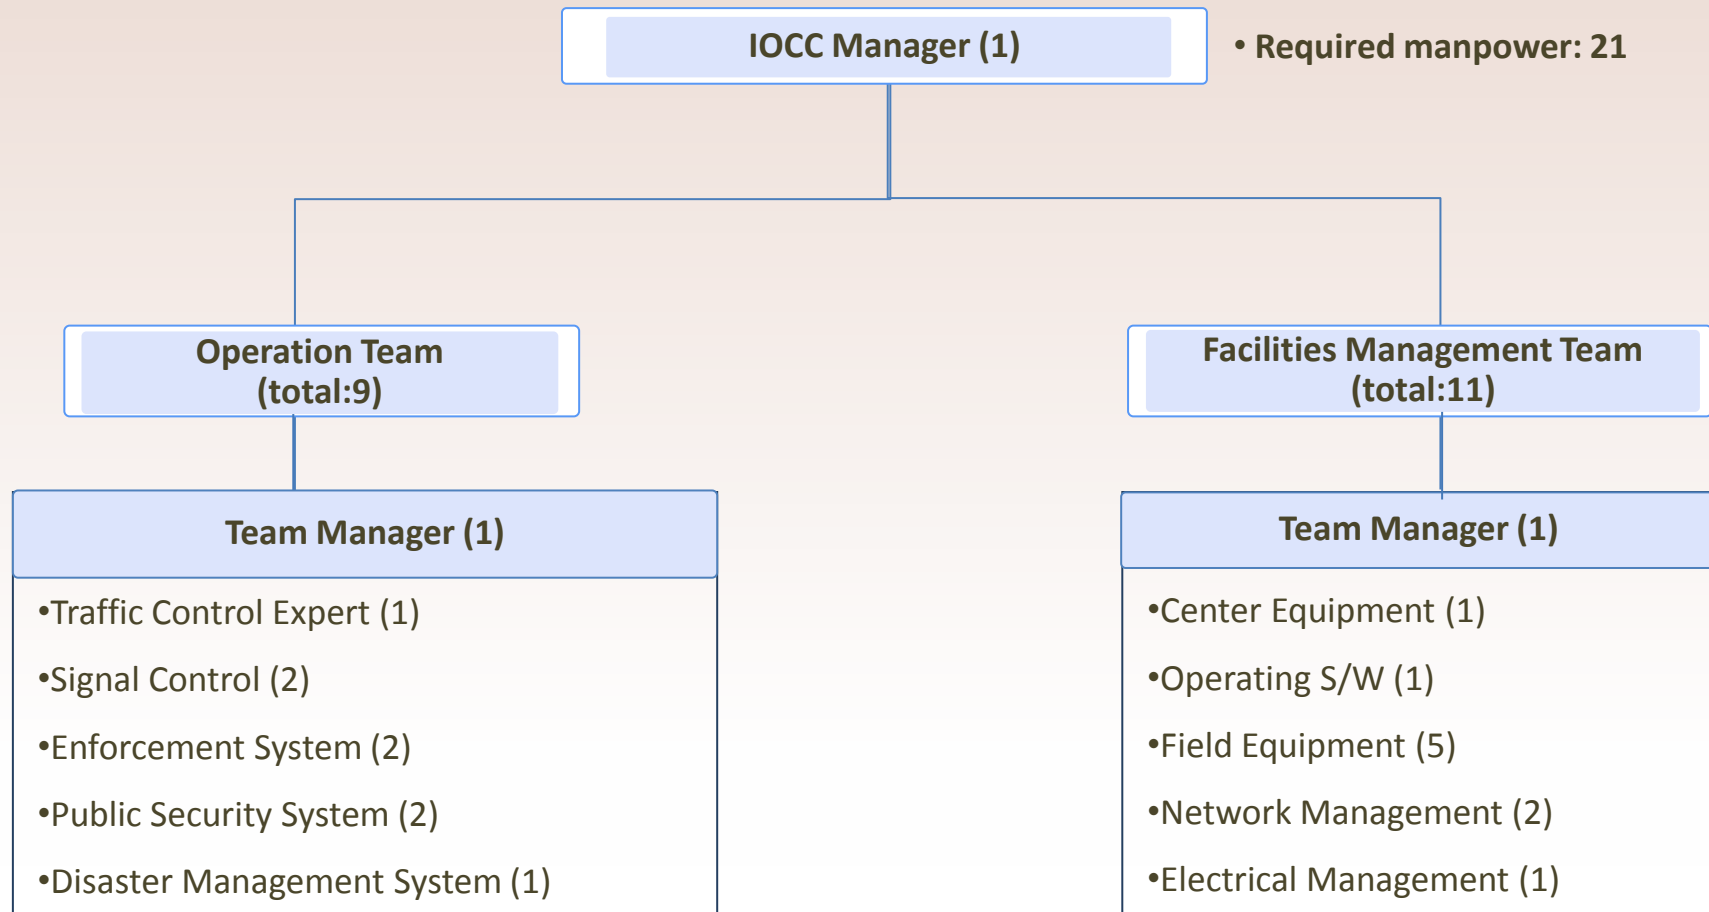 IOCC Manager (1)
• Required manpower: 21
Operation Team
(total:9)
Facilities Management Team
(total:11)
Team Manager (1)
•Traffic Control Expert (1)
•Signal Control (2)
•Enforcement System (2)
•Public Security System (2)
•Disaster Management System (1)
Team Manager (1)
•Center Equipment (1)
•Operating S/W (1)
•Field Equipment (5)
•Network Management (2)
•Electrical Management (1)